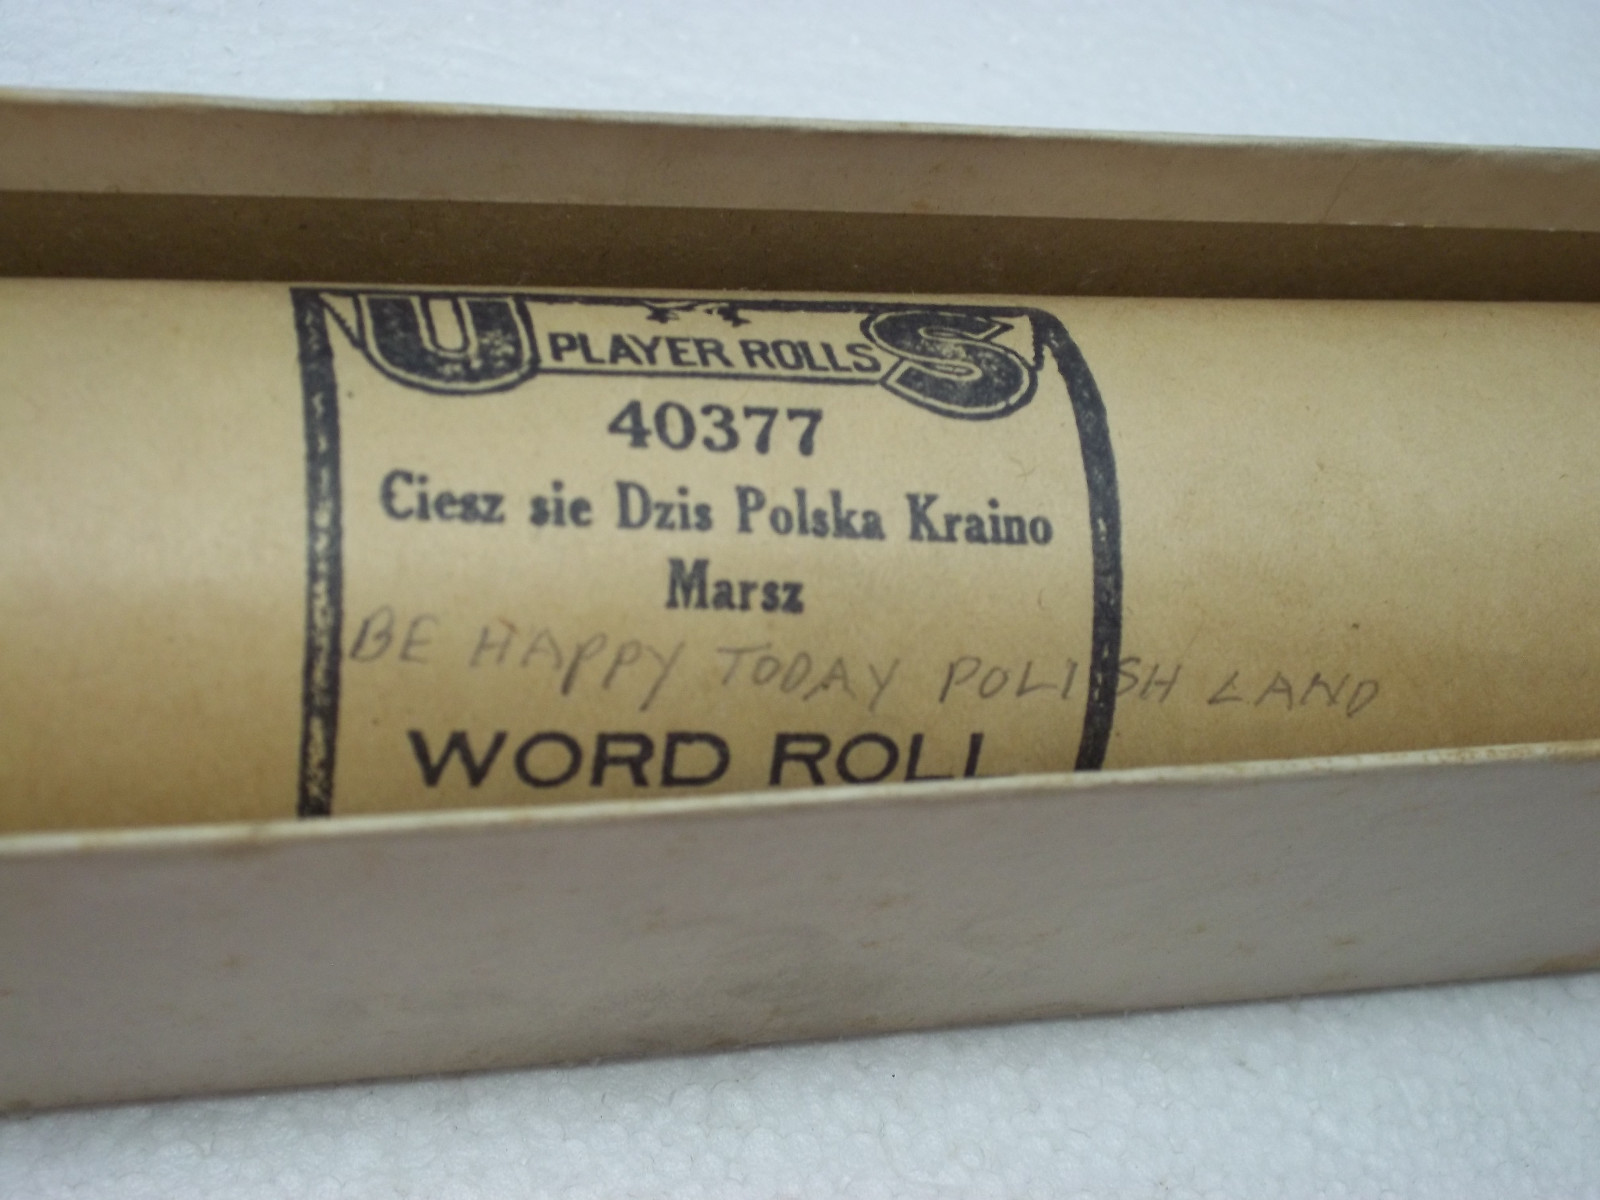 U PLAYER ROLLS S
40377
Ciesz sie Dzis Polska Kraino
Marsz
BE HAPPY TODAY POLISH LAND
WORD ROLL